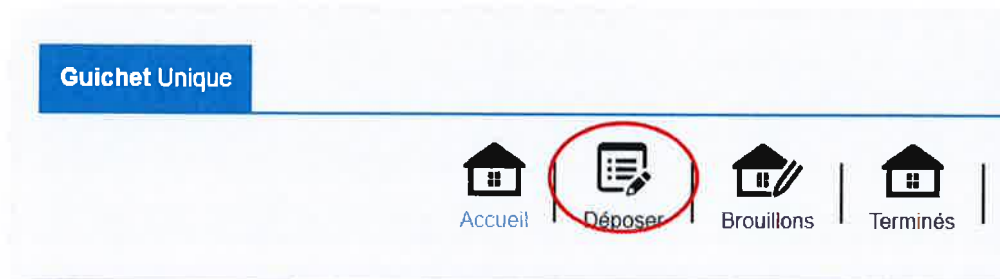 Guichet Unique
Accueil
Déposer
Brouillons
Terminés